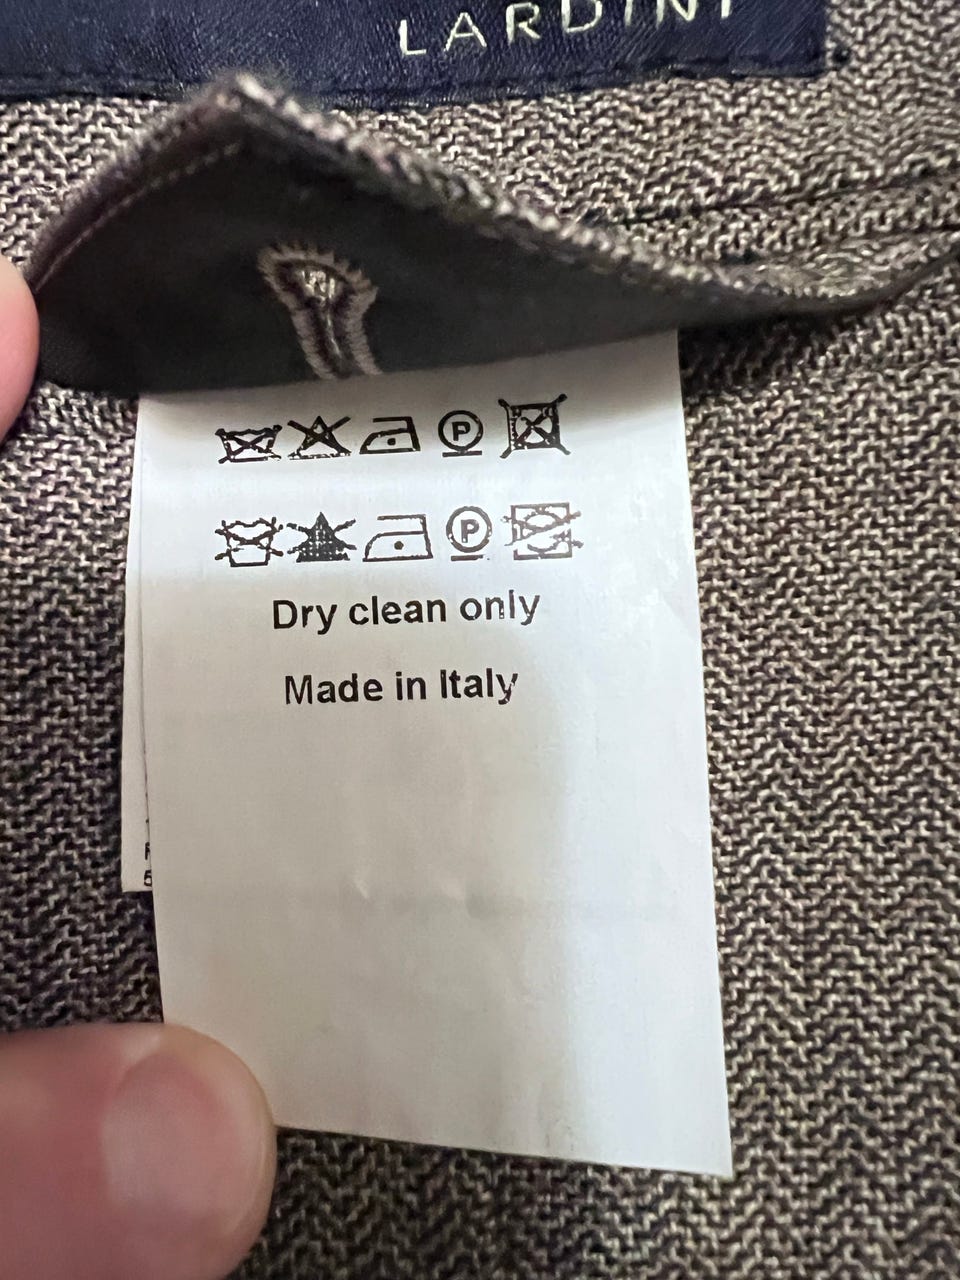 LARDINI
P
P
Dry clean only
Made in Italy